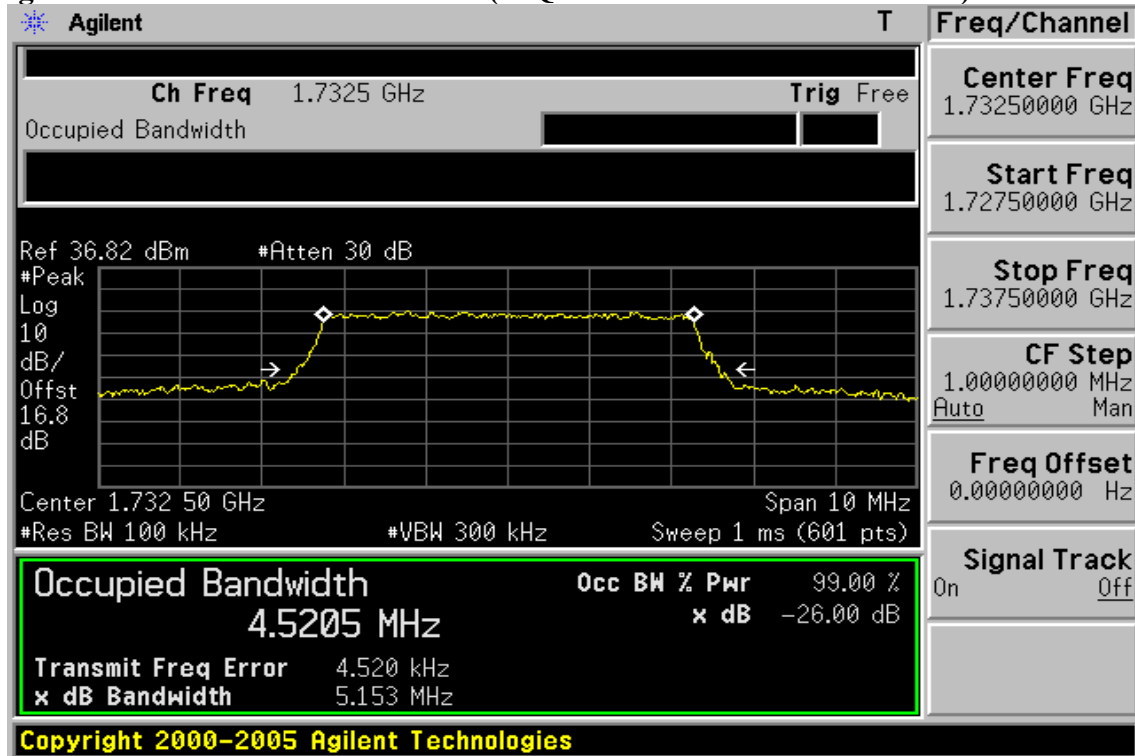 Agilent T
Ch Freq 1.7325 GHz Trig Free
Occupied Bandwidth
Ref 36.82 dBm #Atten 30 dB
#Peak
Log
10
dB/
Offst
16.8
dB
Center 1.732 50 GHz Span 10 MHz
#Res BW 100 kHz #VBW 300 kHz Sweep 1 ms (601 pts)
Occupied Bandwidth
4.5205 MHz
Occ BW % Pwr 99.00 %
x dB -26.00 dB
Transmit Freq Error 4.520 kHz
x dB Bandwidth 5.153 MHz
Copyright 2000-2005 Agilent Technologies
Freq/Channel
Center Freq
1.73250000 GHz
Start Freq
1.72750000 GHz
Stop Freq
1.73750000 GHz
CF Step
1.00000000 MHz
Auto Man
Freq Offset
0.00000000 Hz
Signal Track
On Off